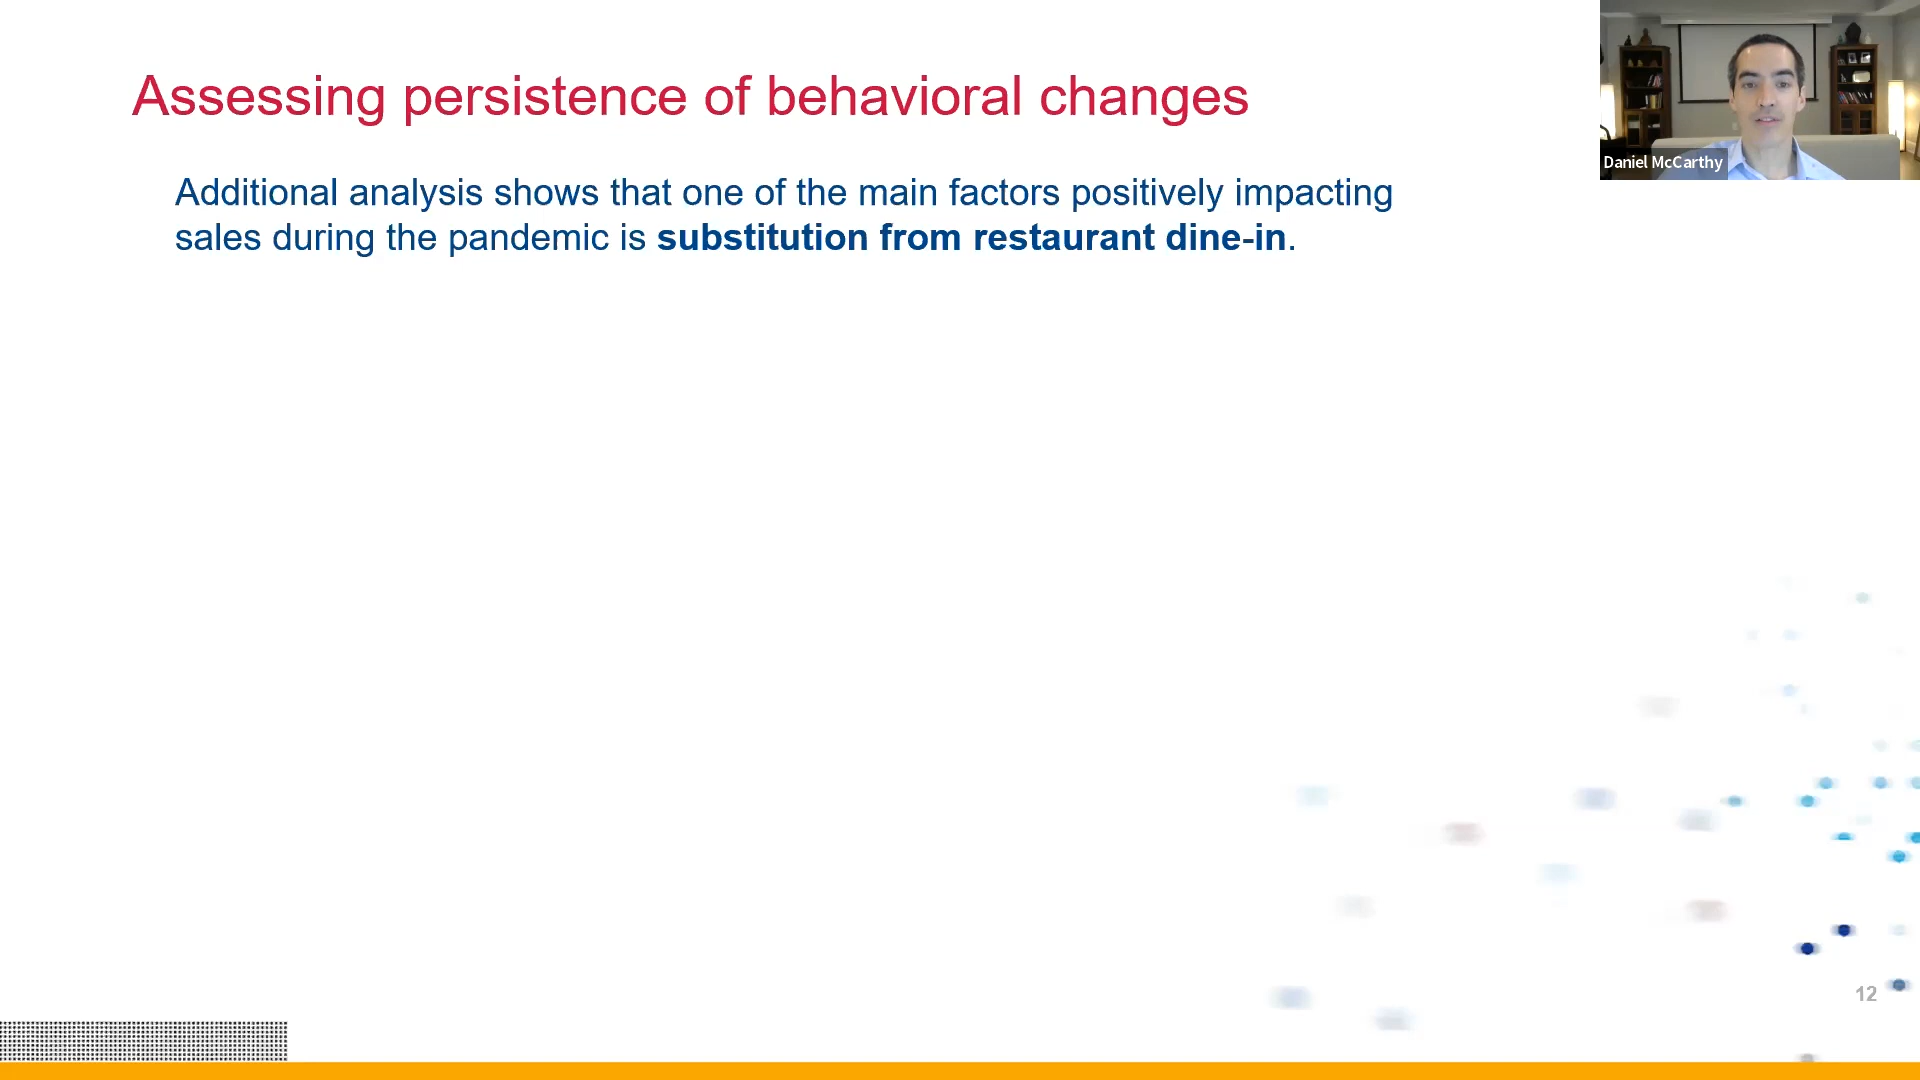 Assessing persistence of behavioral changes
Daniel McCarthy
Additional analysis shows that one of the main factors positively impacting
sales during the pandemic is substitution from restaurant dine-in.
12